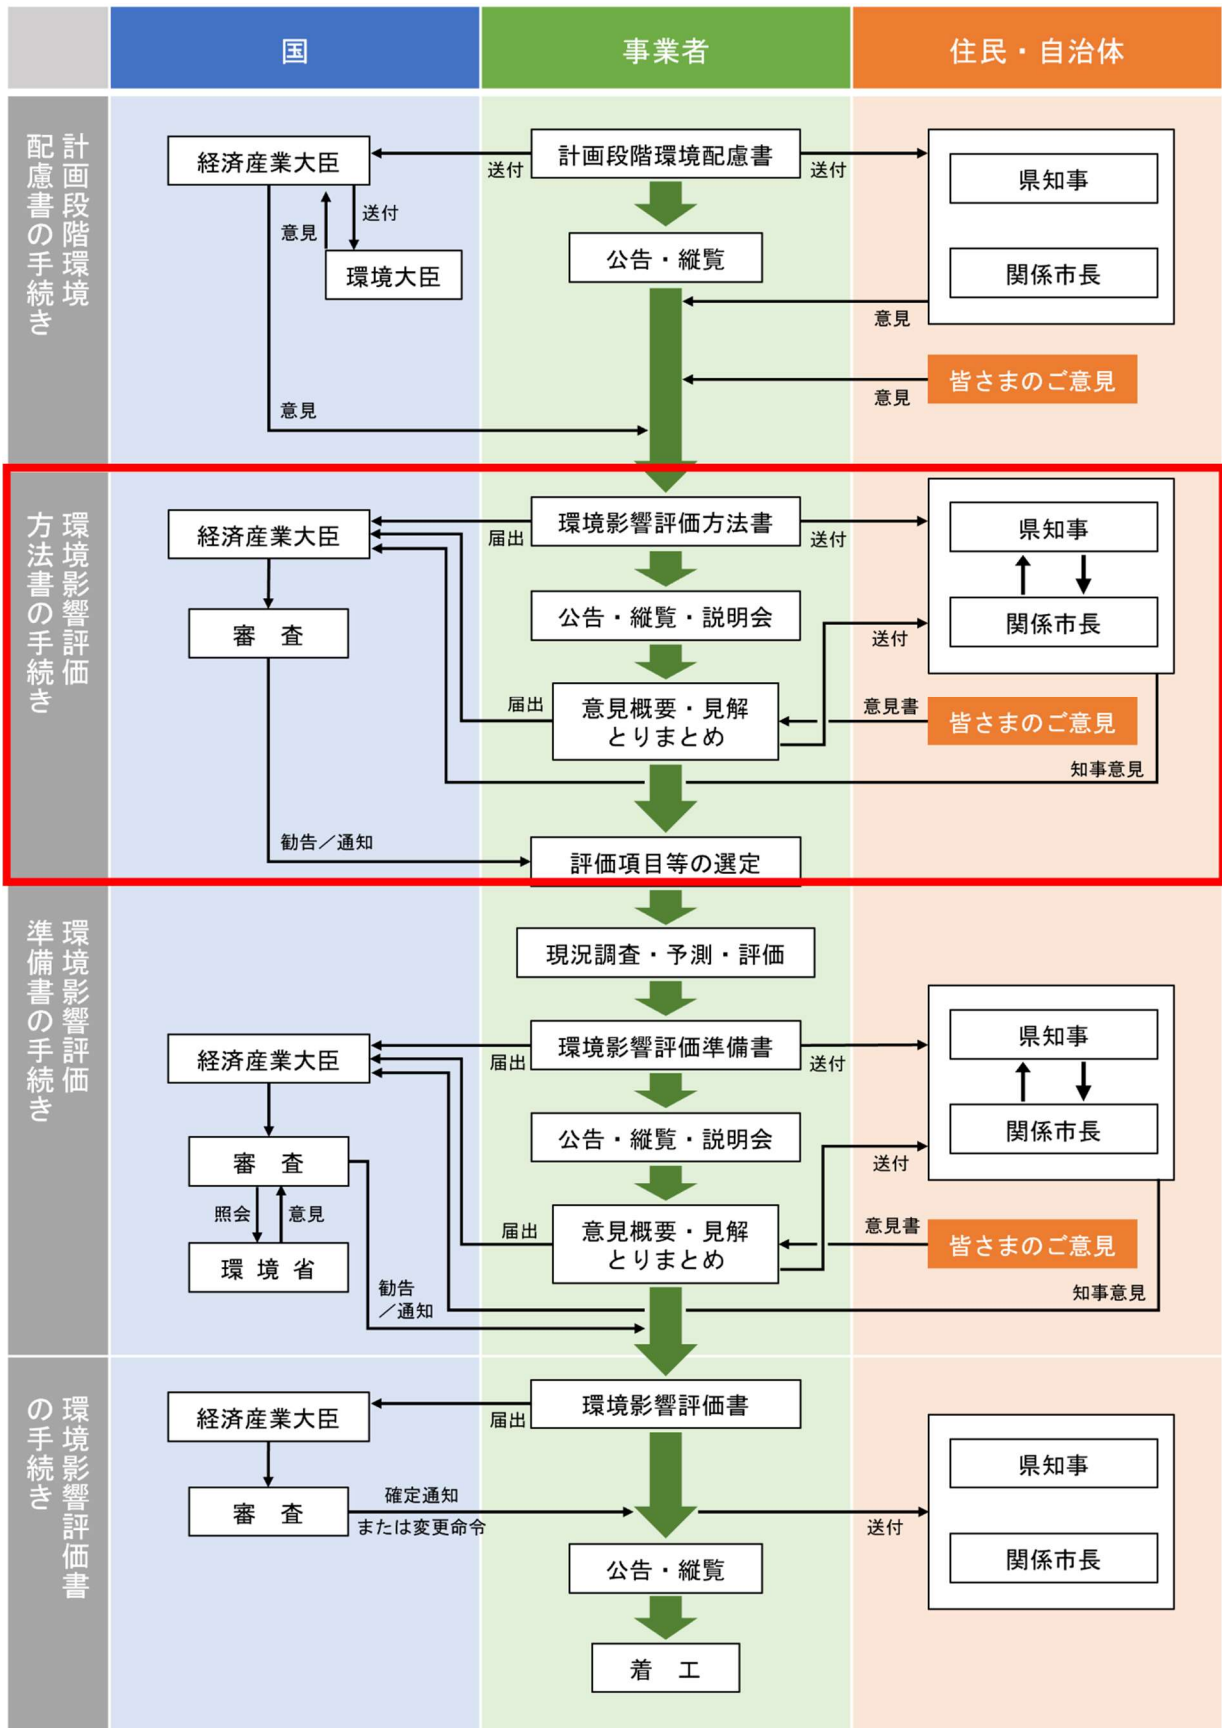 国
事業者
住民・自治体
計画段階環境
配慮書の手続き
経済産業大臣
送付
計画段階環境配慮書
送付
県知事
意見
送付
環境大臣
公告・縦覧
関係市長
意見
皆さまのご意見
意見
意見
環境影響評価
方法書の手続き
経済産業大臣
届出
環境影響評価方法書
送付
県知事
審　査
公告・縦覧・説明会
送付
関係市長
届出
意見概要・見解
とりまとめ
意見書
皆さまのご意見
知事意見
勧告／通知
評価項目等の選定
環境影響評価
準備書の手続き
現況調査・予測・評価
経済産業大臣
届出
環境影響評価準備書
送付
県知事
審　査
公告・縦覧・説明会
送付
関係市長
照会
意見
環 境 省
届出
意見概要・見解
とりまとめ
意見書
皆さまのご意見
知事意見
勧告
／通知
環境影響評価書
の手続き
経済産業大臣
届出
環境影響評価書
県知事
審　査
確定通知
または変更命令
送付
公告・縦覧
関係市長
着　工